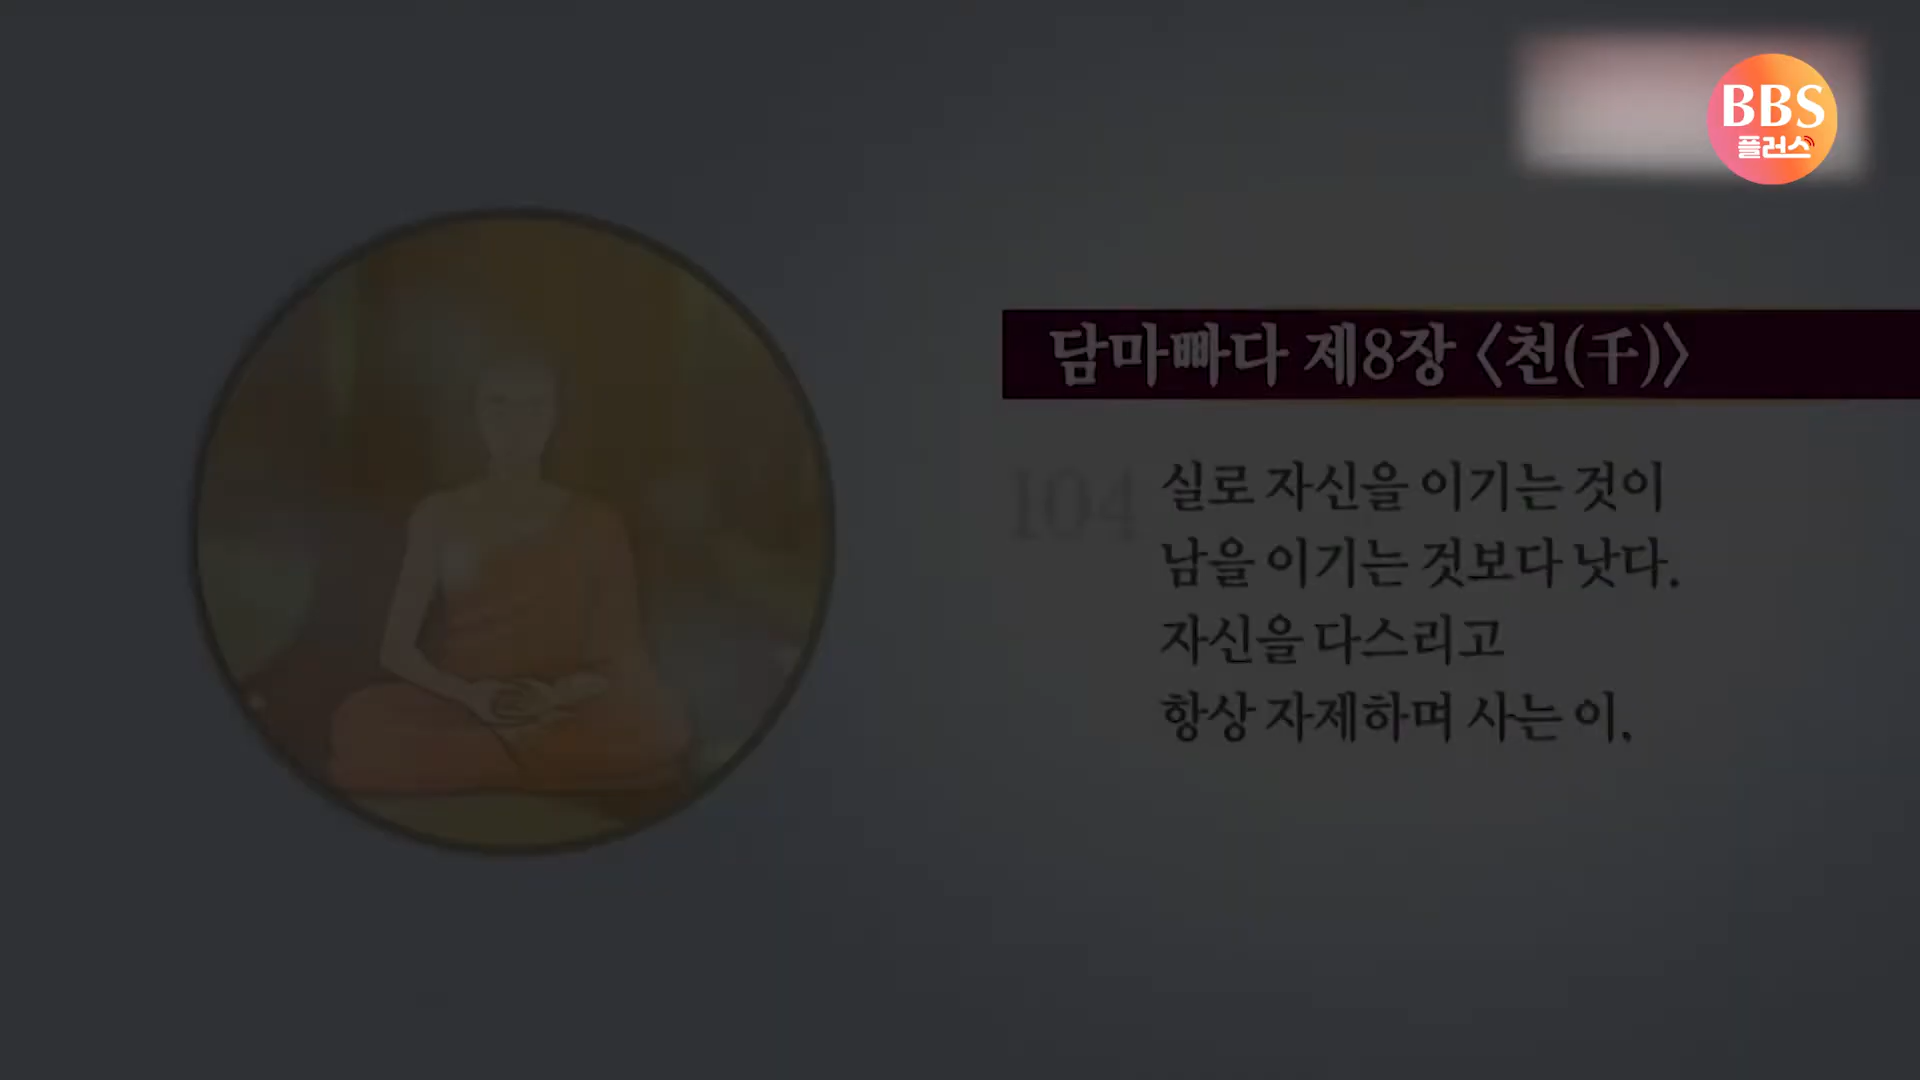 BBS
플러스
담마빠다 제8장 〈천(千)〉
104
실로 자신을 이기는 것이
남을 이기는 것보다 낫다.
자신을 다스리고
항상 자제하며 사는 이,